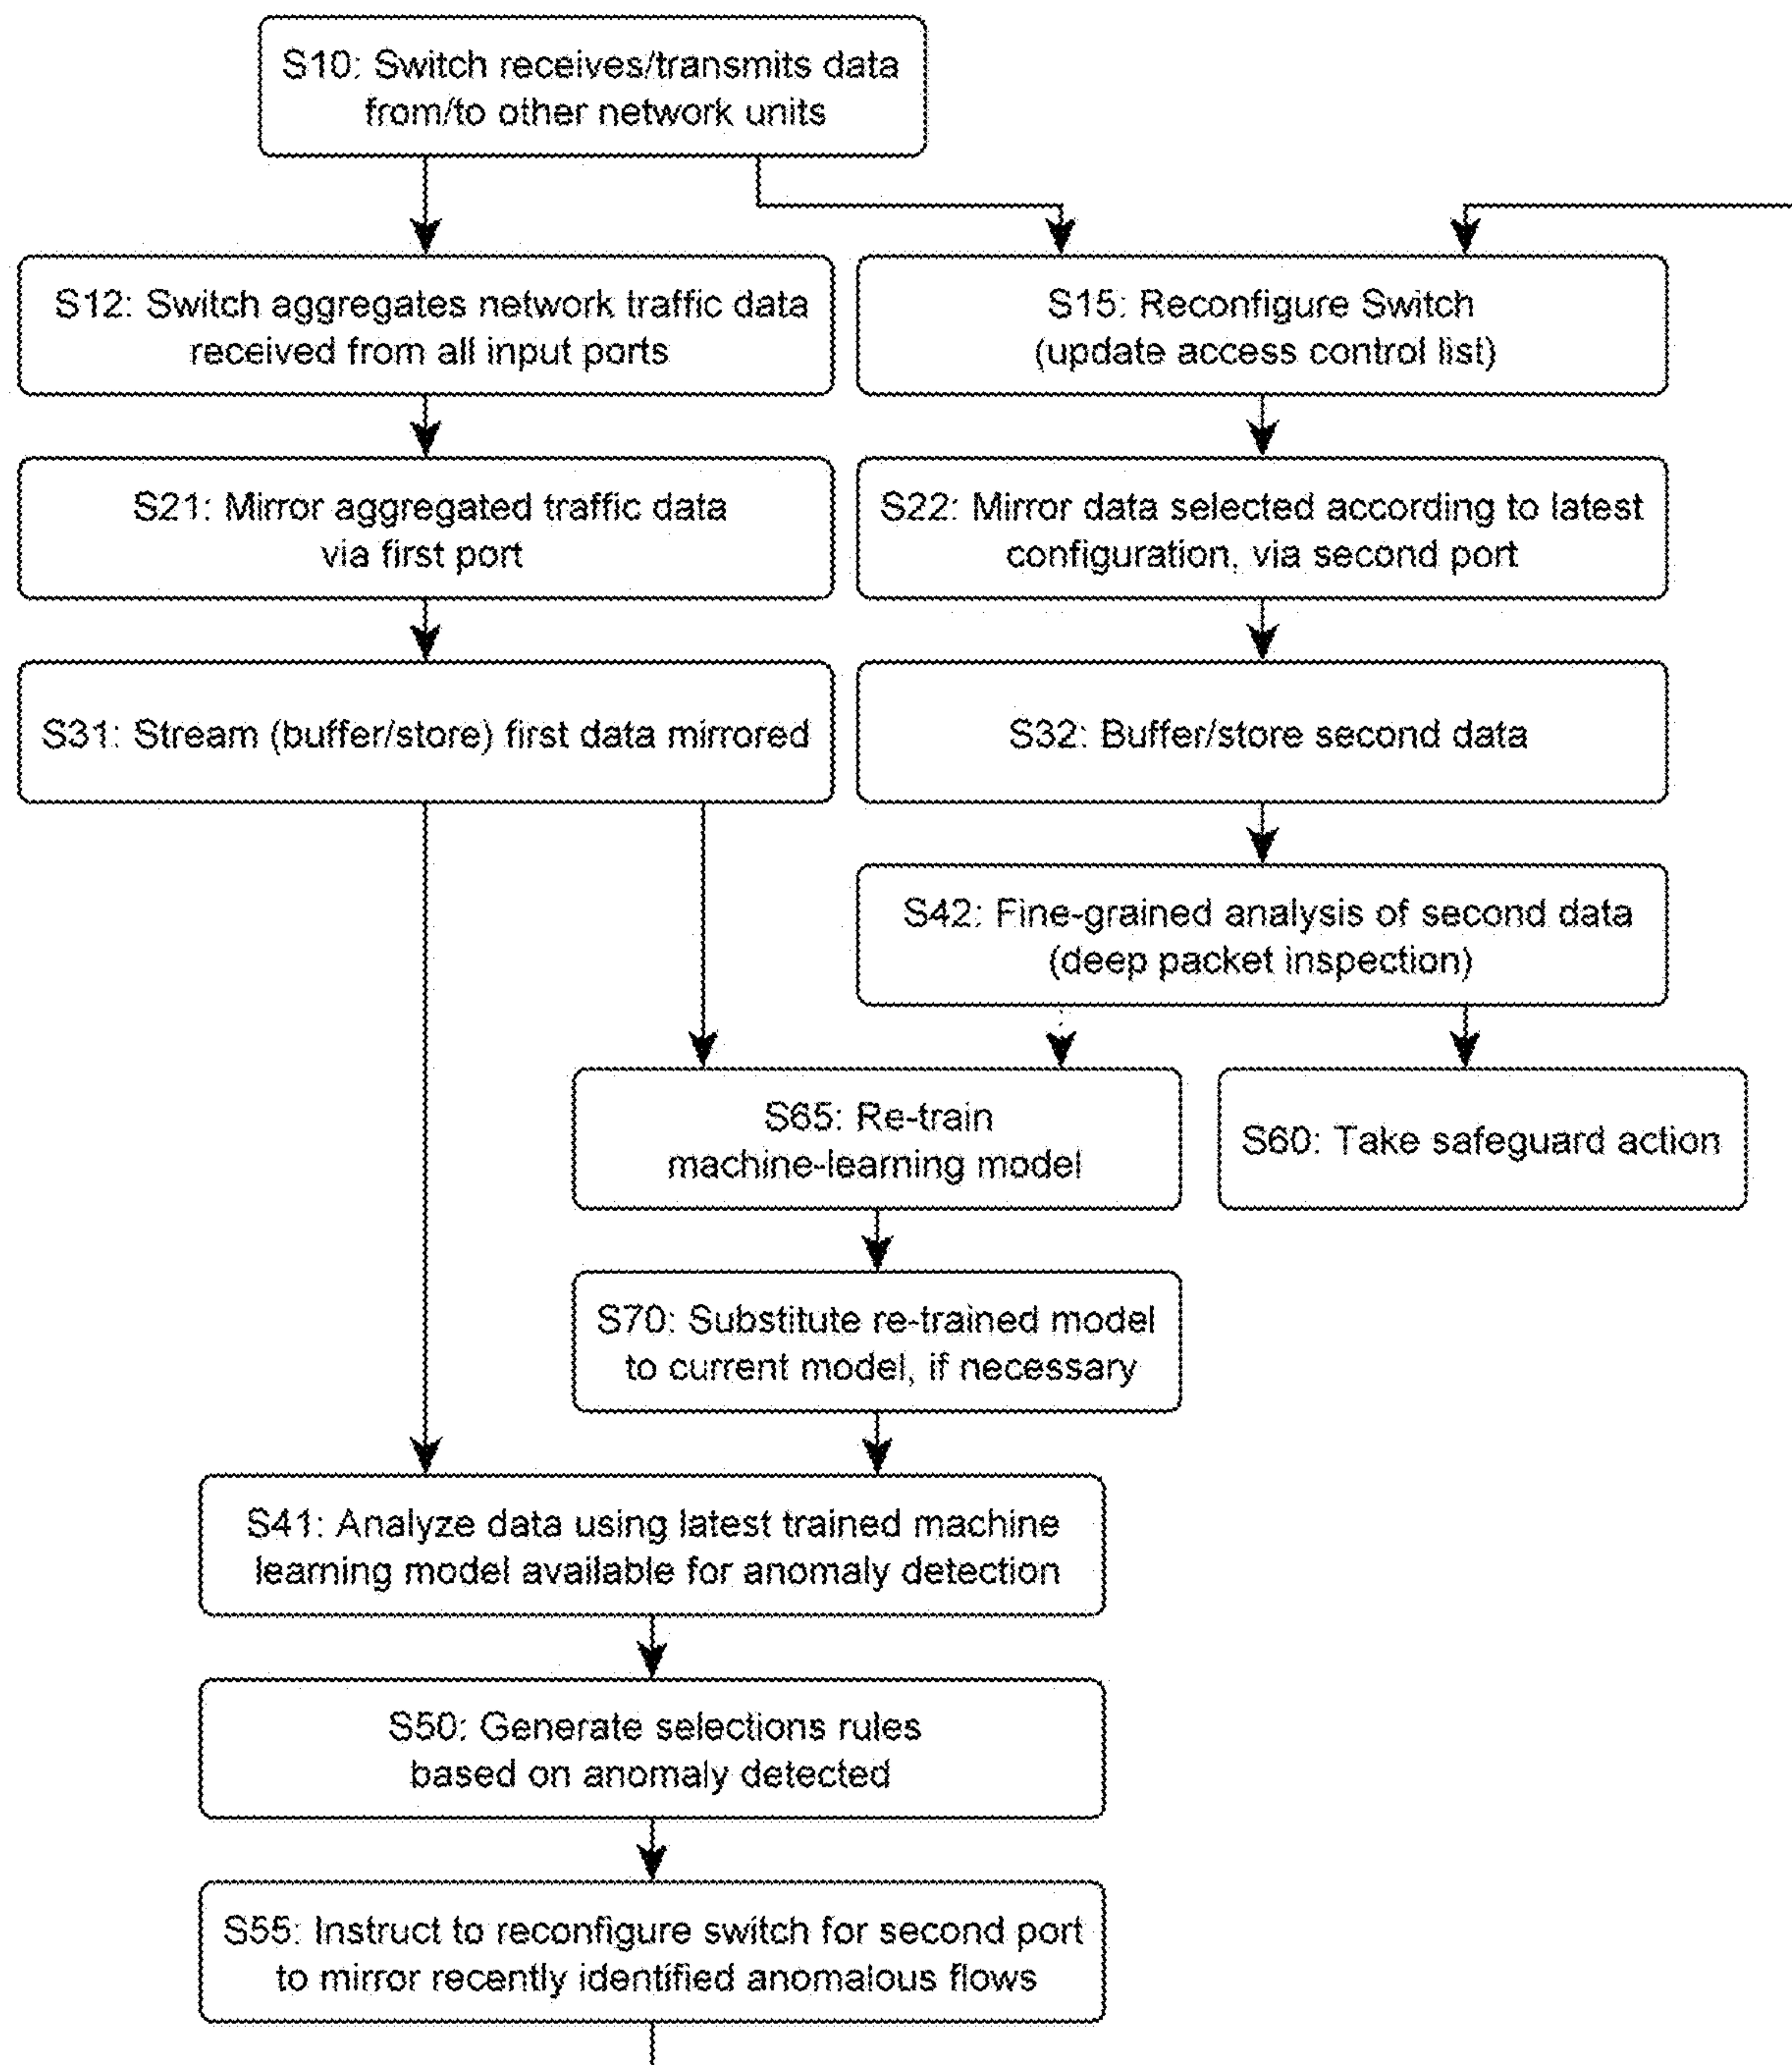 S10: Switch receives/transmits data
from/to other network units
S12: Switch aggregates network traffic data
received from all input ports
S15: Reconfigure Switch
(update access control list)
S21: Mirror aggregated traffic data
via first port
S22: Mirror data selected according to latest
configuration, via second port
S31: Stream (buffer/store) first data mirrored
S32: Buffer/store second data
S42: Fine-grained analysis of second data
(deep packet inspection)
S65: Re-train
machine-learning model
S60: Take safeguard action
S70: Substitute re-trained model
to current model, if necessary
S41: Analyze data using latest trained machine
learning model available for anomaly detection
S50: Generate selections rules
based on anomaly detected
S55: Instruct to reconfigure switch for second port
to mirror recently identified anomalous flows